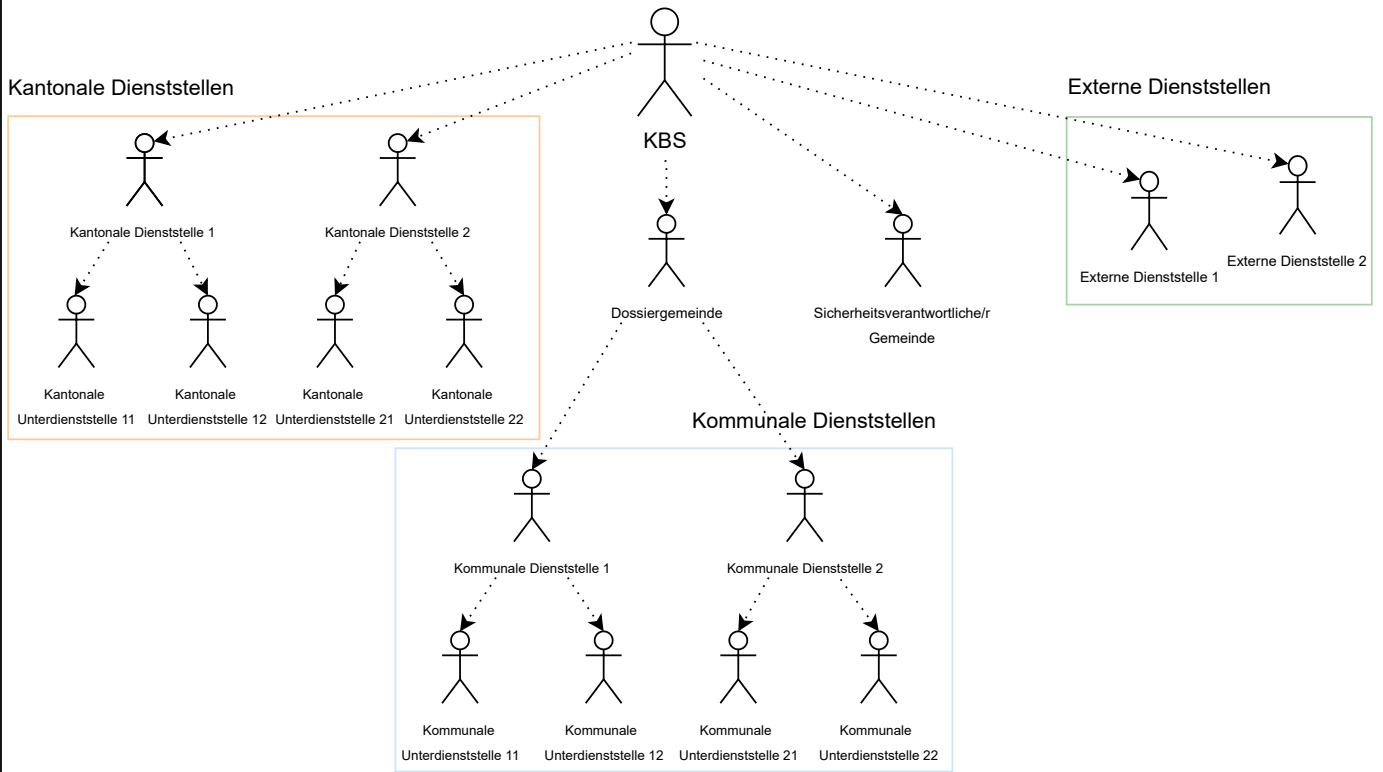 Kantonale Dienststellen
Externe Dienststellen
KBS
Kantonale Dienststelle 1
Kantonale Dienststelle 2
Externe Dienststelle 1
Externe Dienststelle 2
Dossiergemeinde
Sicherheitsverantwortliche/r
Gemeinde
Kantonale
Unterdienststelle 11
Kantonale
Unterdienststelle 12
Kantonale
Unterdienststelle 21
Kantonale
Unterdienststelle 22
Kommunale Dienststellen
Kommunale Dienststelle 1
Kommunale Dienststelle 2
Kommunale
Unterdienststelle 11
Kommunale
Unterdienststelle 12
Kommunale
Unterdienststelle 21
Kommunale
Unterdienststelle 22